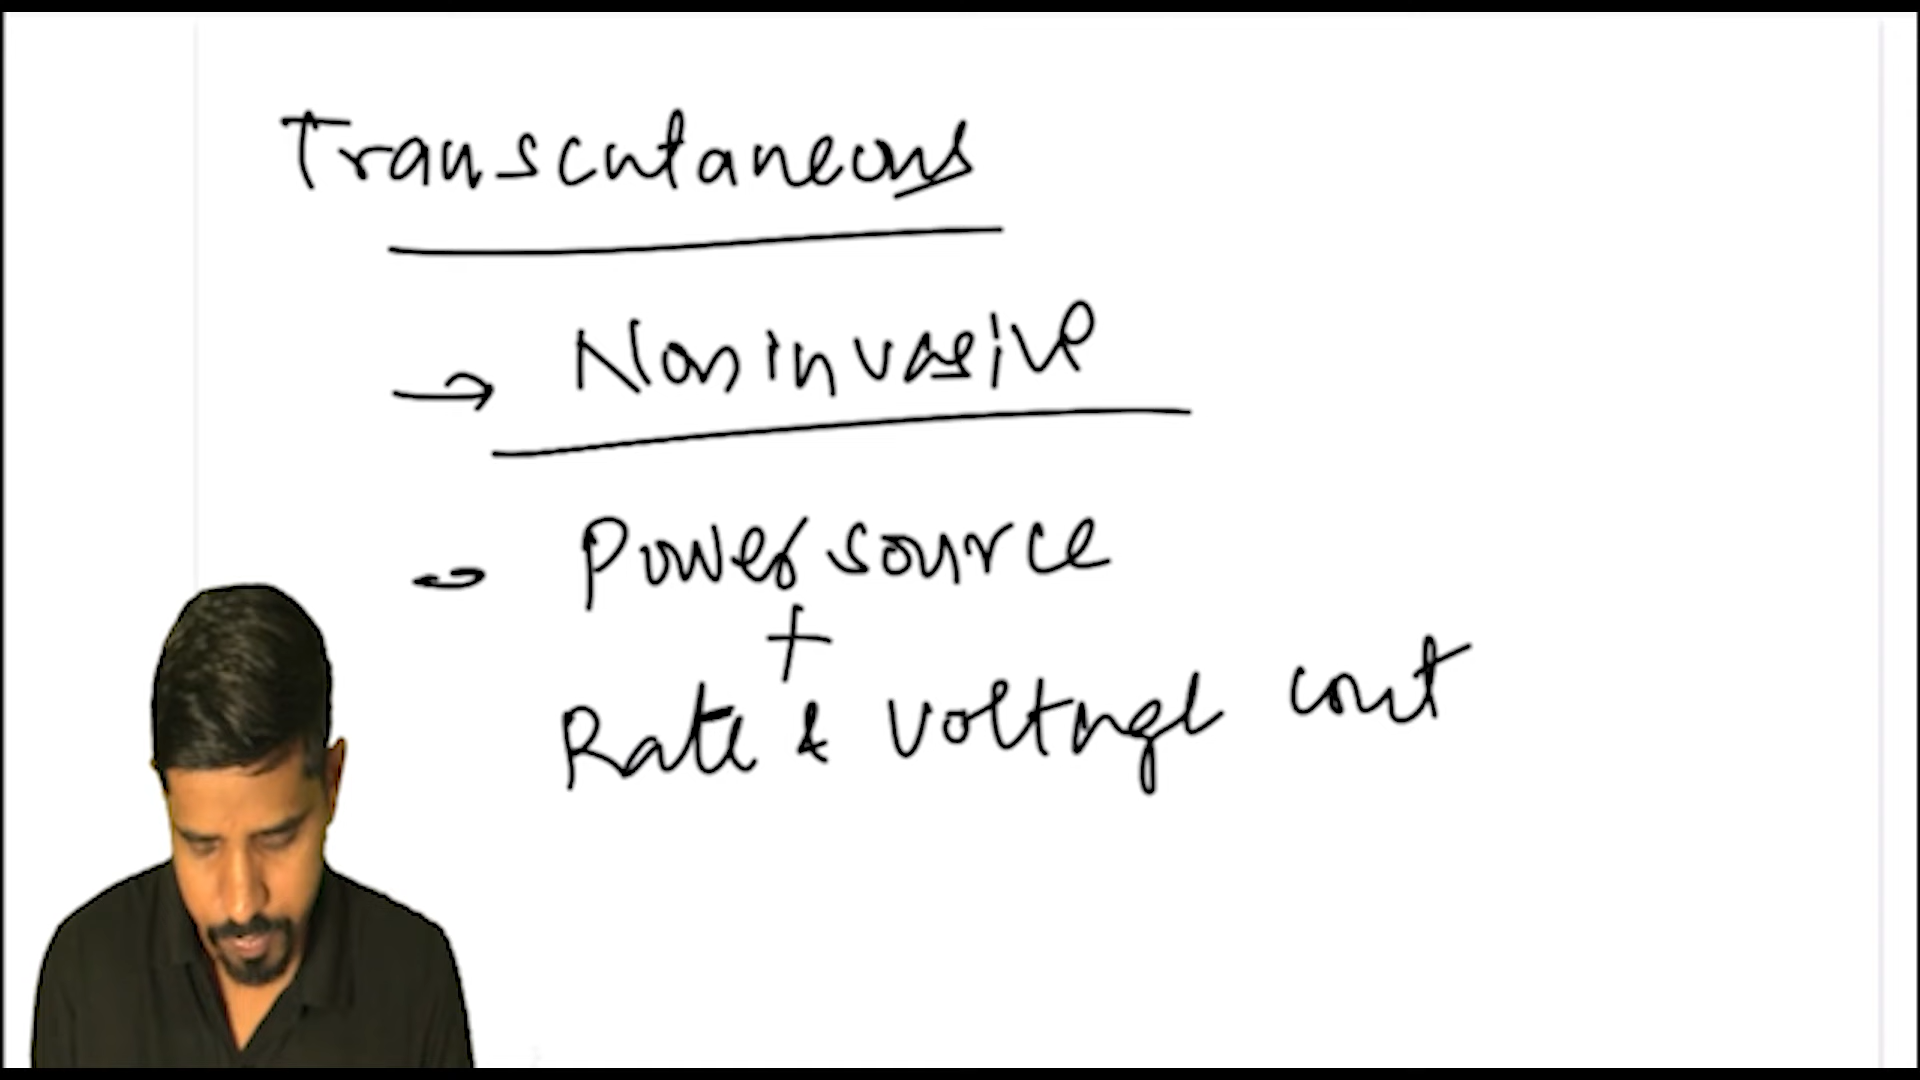 Transcutaneous
→ Noninvasive
Power source
+
Rate & voltage cont